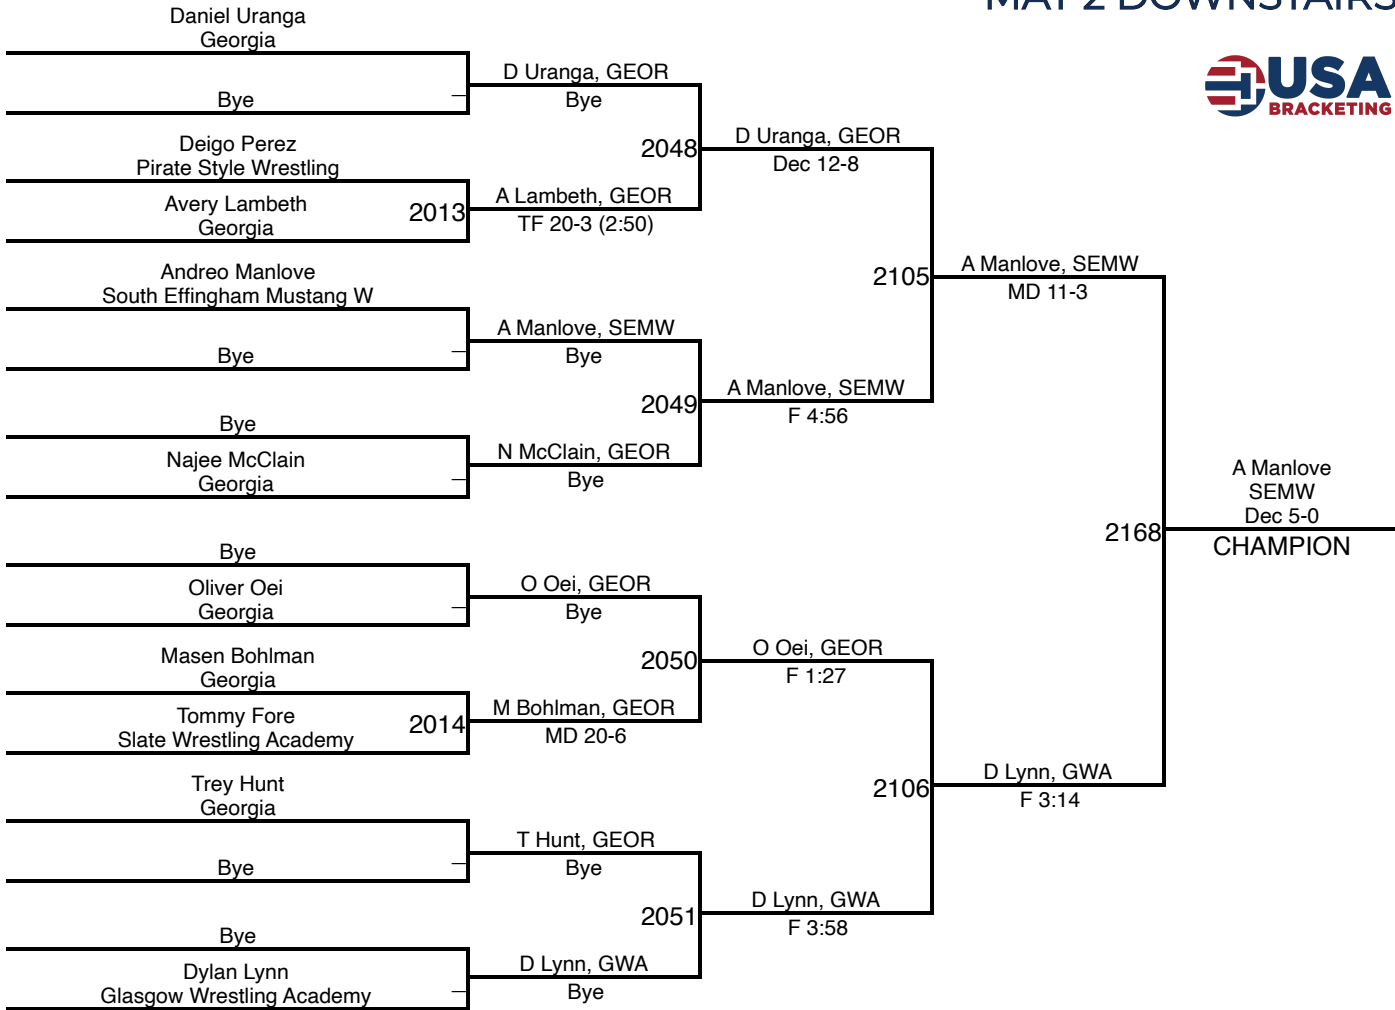 MAT 2 DOWNSTAIRS
USA
BRACKETING
Daniel Uranga
Georgia
Bye
Deigo Perez
Pirate Style Wrestling
Avery Lambeth
Georgia
2013
Andreo Manlove
South Effingham Mustang W
Bye
Bye
Najee McClain
Georgia
Bye
Oliver Oei
Georgia
Masen Bohlman
Georgia
Tommy Fore
Slate Wrestling Academy
2014
Trey Hunt
Georgia
Bye
Bye
Dylan Lynn
Glasgow Wrestling Academy
D Uranga, GEOR
Bye
2048
A Lambeth, GEOR
TF 20-3 (2:50)
A Manlove, SEMW
Bye
2049
N McClain, GEOR
Bye
O Oei, GEOR
Bye
2050
M Bohlman, GEOR
MD 20-6
T Hunt, GEOR
Bye
2051
D Lynn, GWA
Bye
D Uranga, GEOR
Dec 12-8
2105
A Manlove, SEMW
F 4:56
O Oei, GEOR
F 1:27
2106
D Lynn, GWA
F 3:58
A Manlove, SEMW
MD 11-3
2168
D Lynn, GWA
F 3:14
A Manlove
SEMW
Dec 5-0
CHAMPION